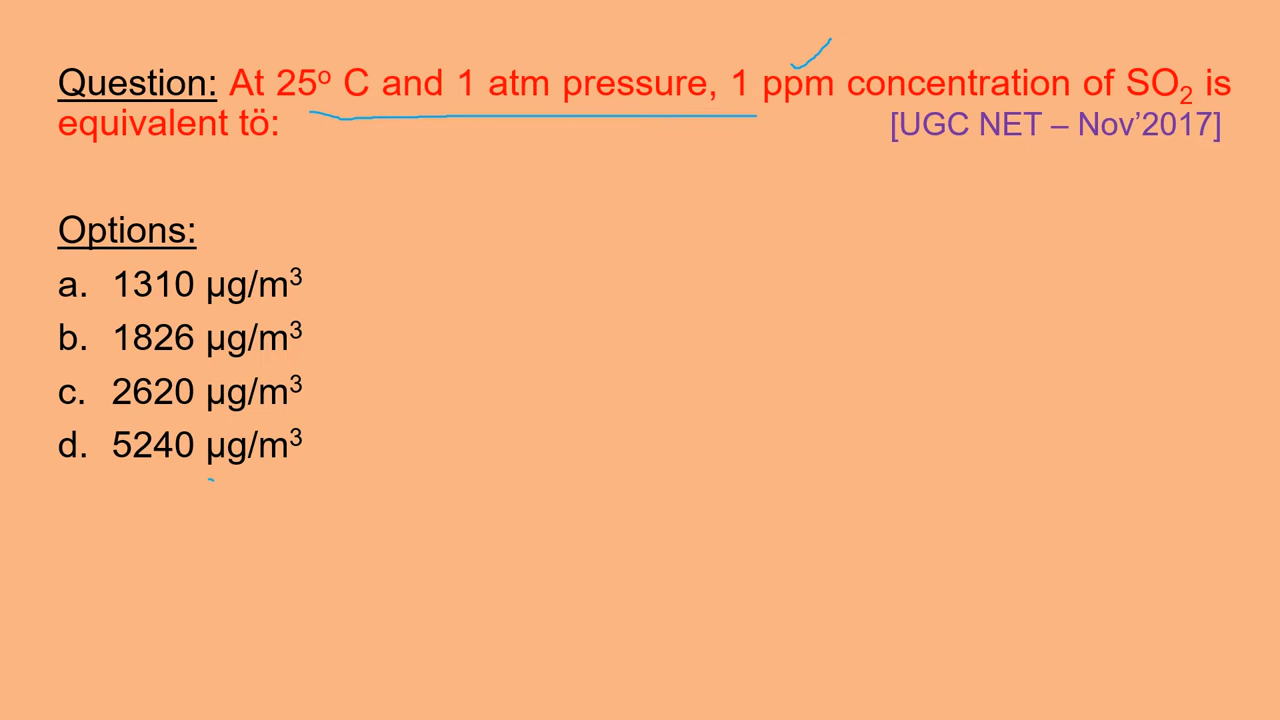 Question: At 25º C and 1 atm pressure, 1 ppm concentration of SO₂ is
equivalent tö: [UGC NET – Nov’2017]
Options:
a. 1310 µg/m³
b. 1826 µg/m³
c. 2620 µg/m³
d. 5240 µg/m³